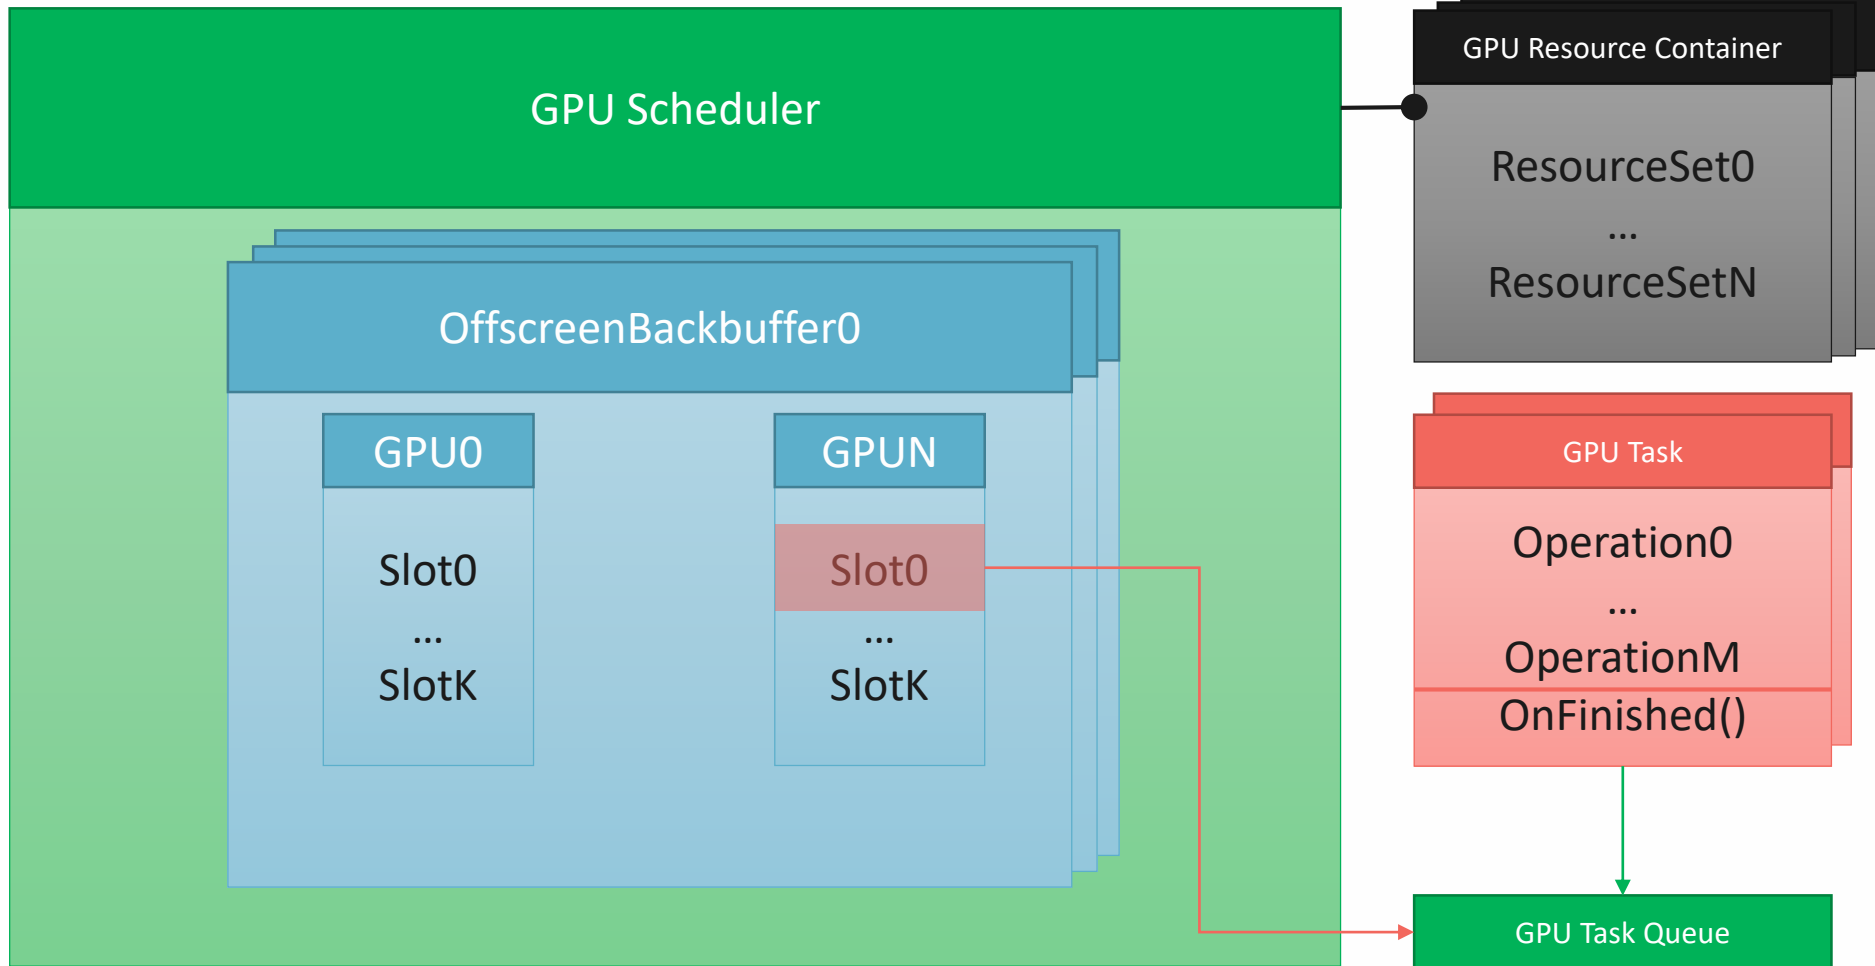 GPU Scheduler
OffscreenBackbuffer0
GPU0
Slot0
...
SlotK
GPUN
Slot0
...
SlotK
GPU Resource Container
ResourceSet0
...
ResourceSetN
GPU Task
Operation0
...
OperationM
OnFinished()
GPU Task Queue